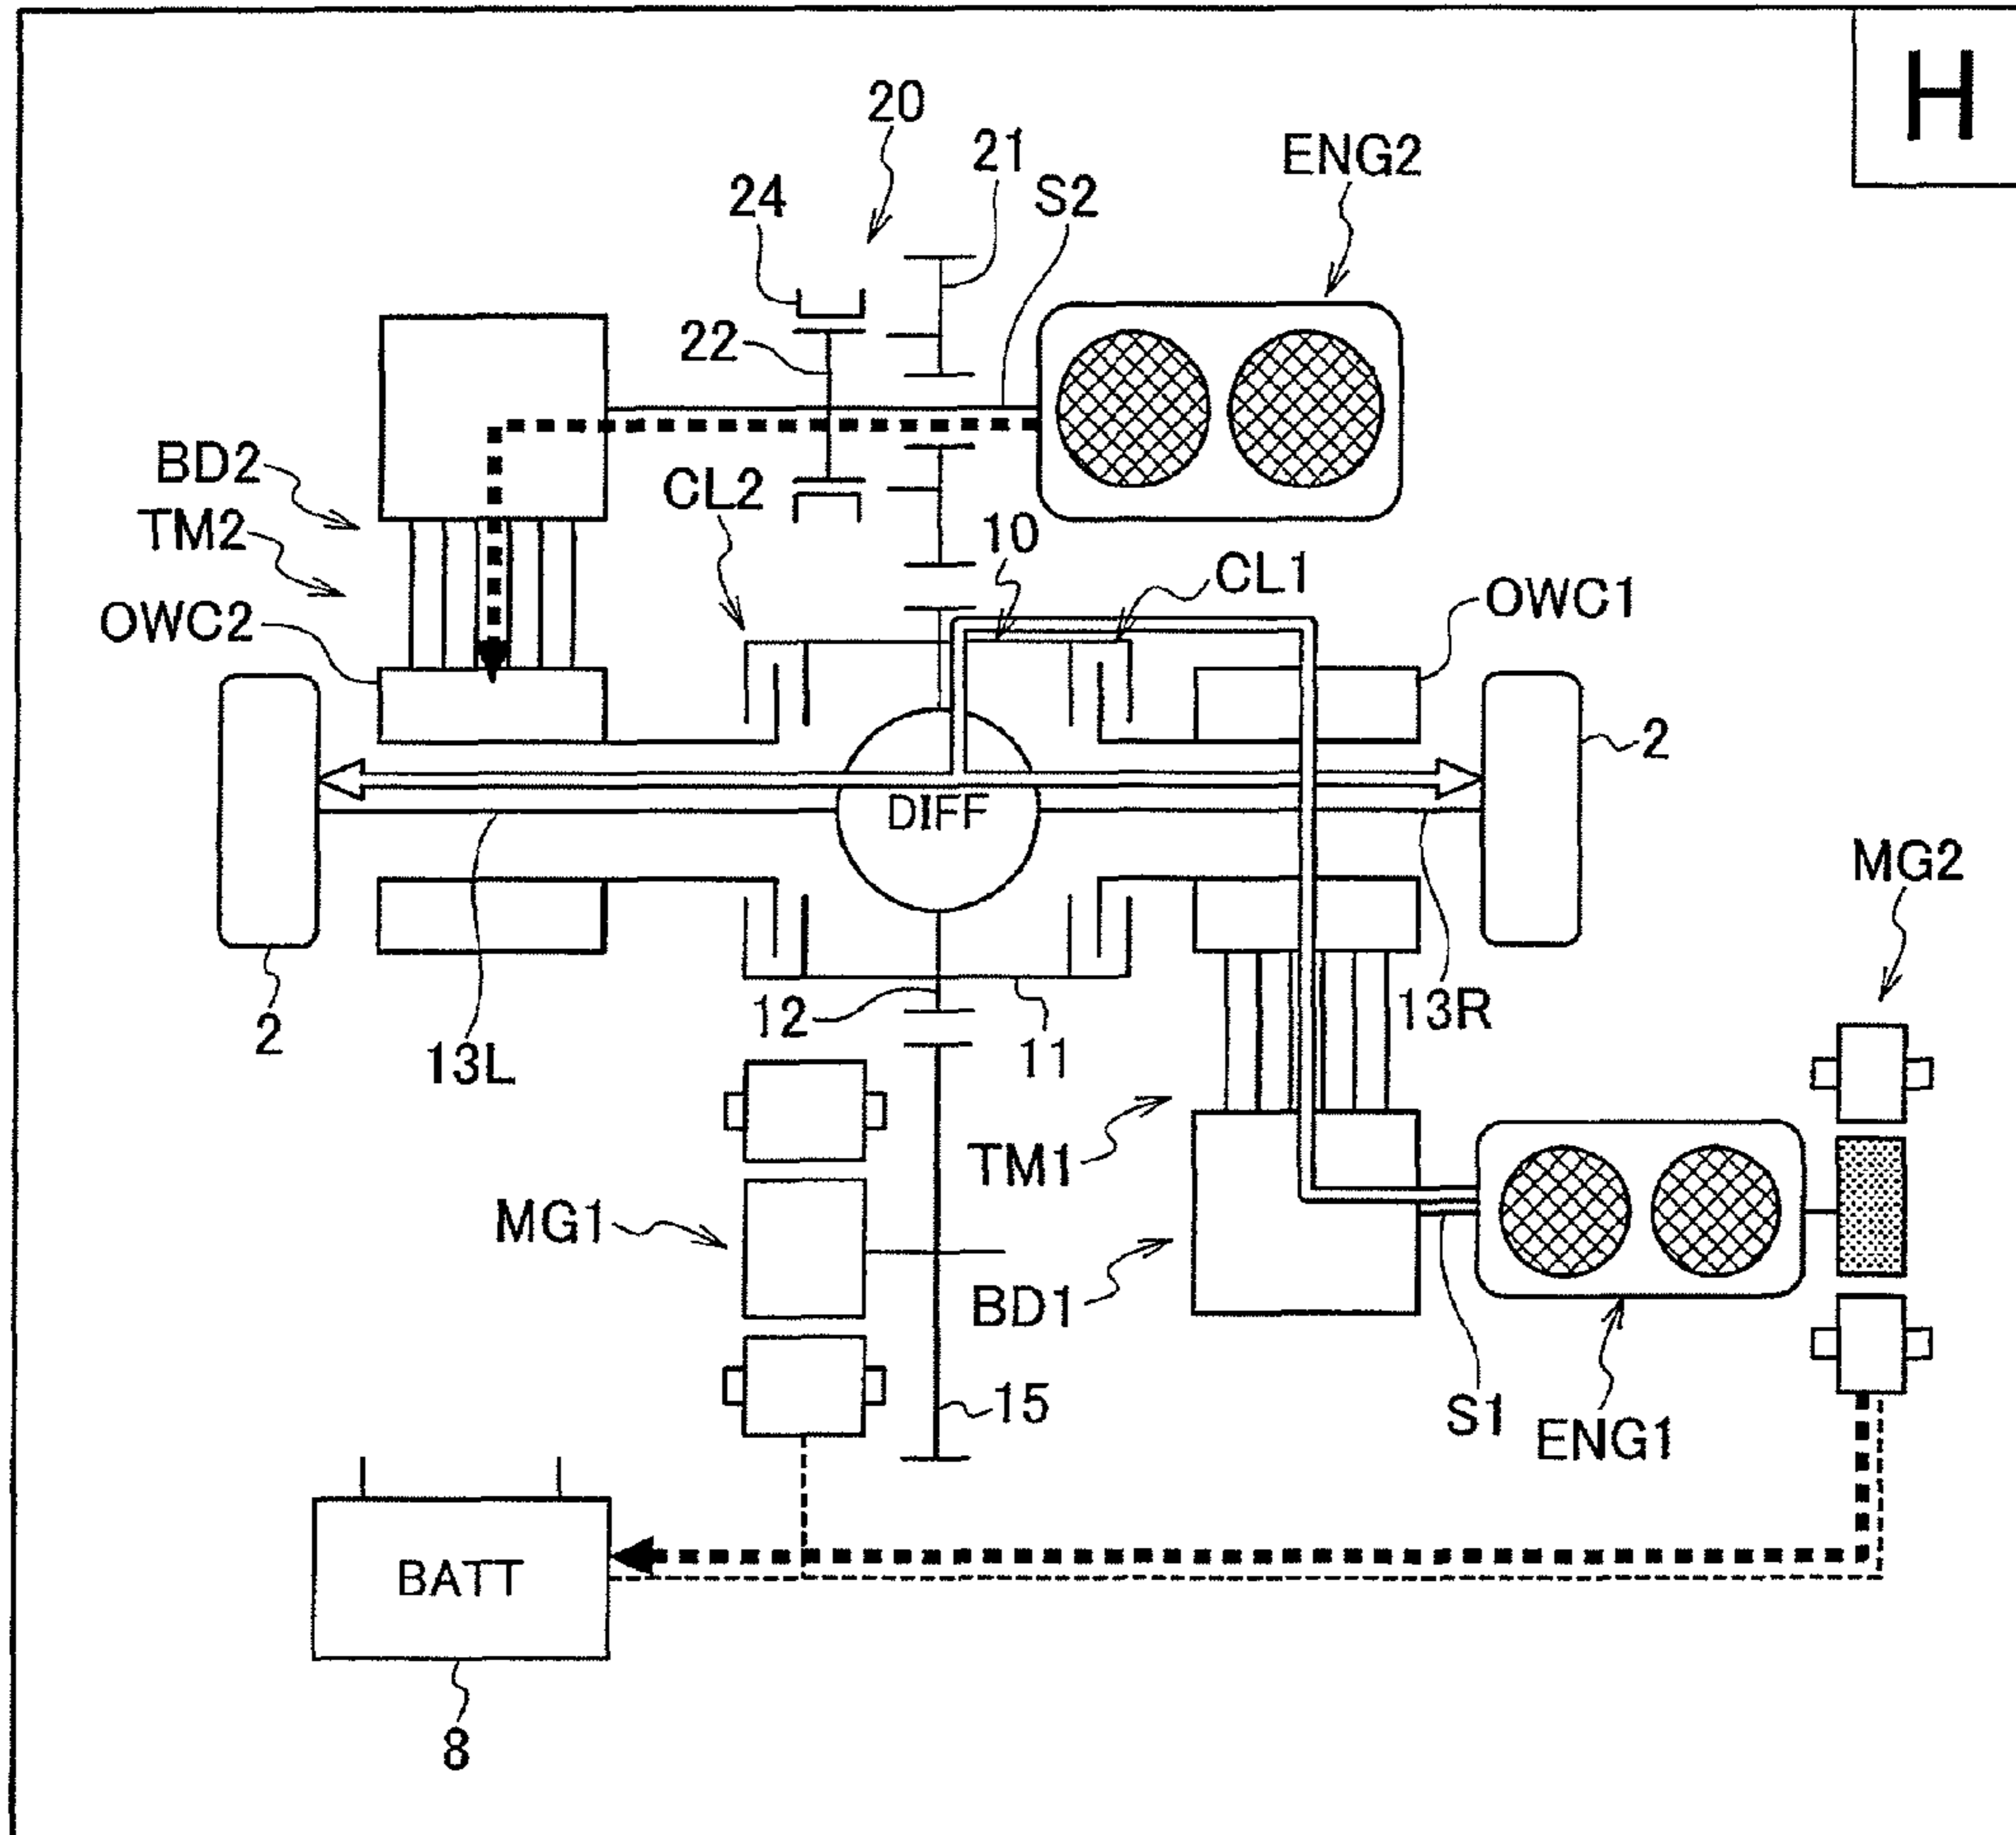 H
20
21
ENG2
24
S2
22
BD2
CL2
TM2
10
CL1
OWC2
OWC1
2
DIFF
MG2
12
13R
2
13L
11
TM1
MG1
BD1
15
S1
ENG1
BATT
8